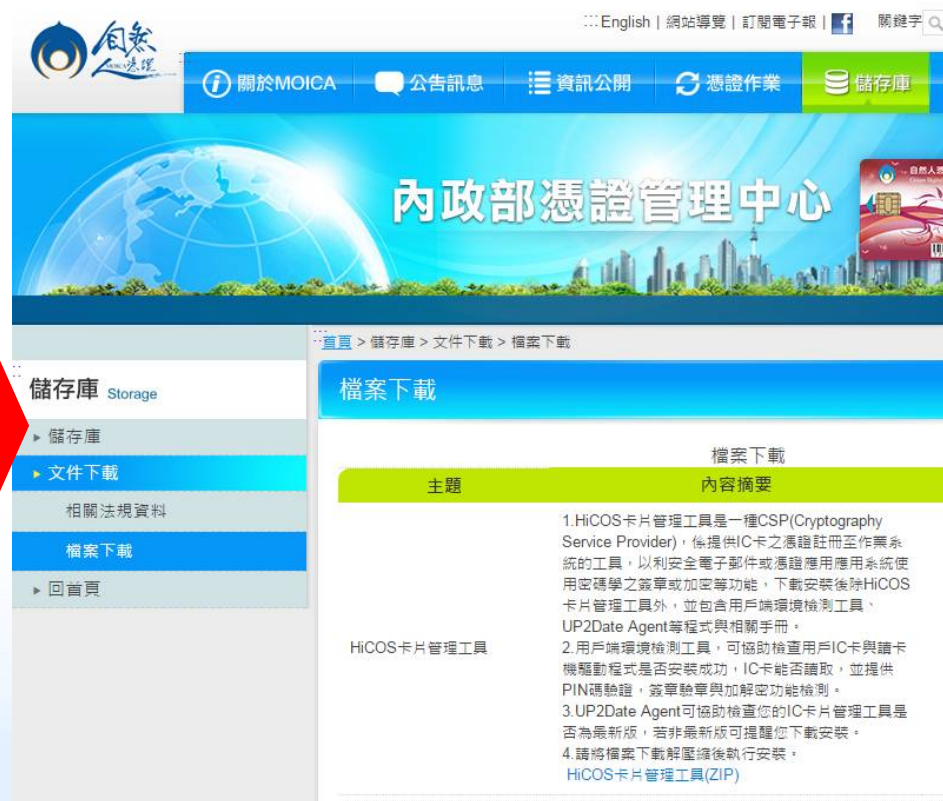 自然
MOICA憑證
:::English | 網站導覽 | 訂閱電子報 | f 關鍵字
關於MOICA 公告訊息 資訊公開 憑證作業 儲存庫
內政部憑證管理中心
自然人憑
首頁 > 儲存庫 > 文件下載 > 檔案下載
儲存庫 Storage
儲存庫
文件下載
相關法規資料
檔案下載
回首頁
檔案下載
檔案下載
主題 內容摘要
HiCOS卡片管理工具
1.HiCOS卡片管理工具是一種CSP(Cryptography
Service Provider)，係提供IC卡之憑證註冊至作業系
統的工具，以利安全電子郵件或憑證應用應用系統使
用密碼學之簽章或加密等功能，下載安裝後除HiCOS
卡片管理工具外，並包含用戶端環境檢測工具、
UP2Date Agent等程式與相關手冊。
2.用戶端環境檢測工具，可協助檢查用戶IC卡與讀卡
機驅動程式是否安裝成功，IC卡能否讀取，並提供
PIN碼驗證，簽章驗章與加解密功能檢測。
3.UP2Date Agent可協助檢查您的IC卡片管理工具是
否為最新版，若非最新版可提醒您下載安裝。
4.請將檔案下載解壓縮後執行安裝。
HiCOS卡片管理工具(ZIP)